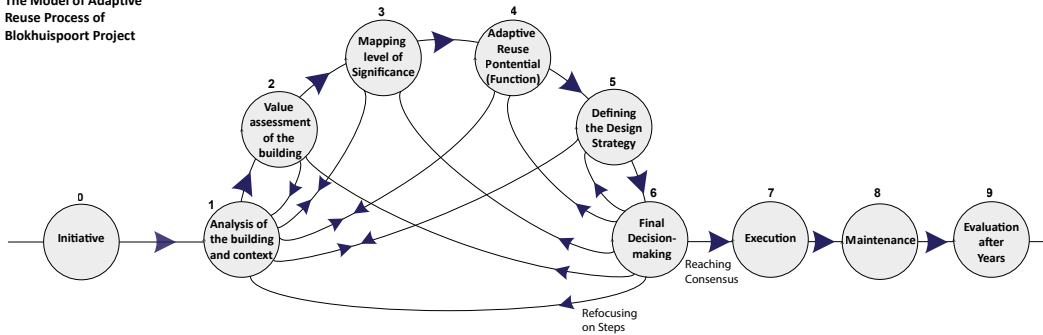 The Model of Adaptive
Reuse Process of
Blokhuispoort Project
0
Initiative
1
Analysis of
the building
and context
2
Value
assessment
of the
building
3
Mapping
level of
Significance
4
Adaptive
Reuse
Pontential
(Function)
5
Defining
the Design
Strategy
6
Final
Decision-
making
Reaching
Consensus
Refocusing
on Steps
7
Execution
8
Maintenance
9
Evaluation
after
Years